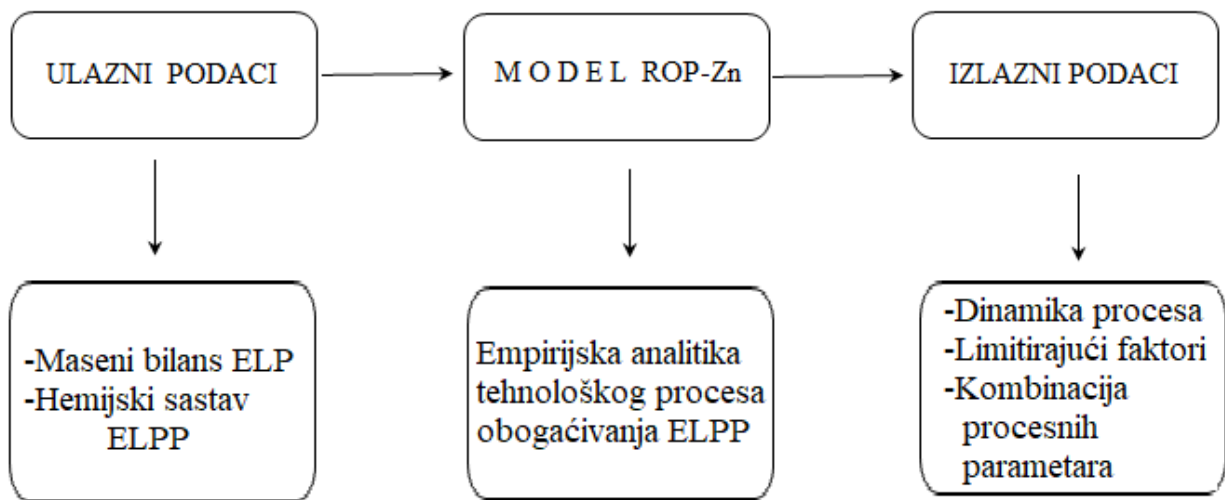 ULAZNI PODACI
M O D E L ROP-Zn
IZLAZNI PODACI
-Maseni bilans ELP
-Hemijski sastav
ELPP
Empirijska analitika
tehnološkog procesa
obogaćivanja ELPP
-Dinamika procesa
-Limitirajući faktori
-Kombinacija
procesnih
parametara